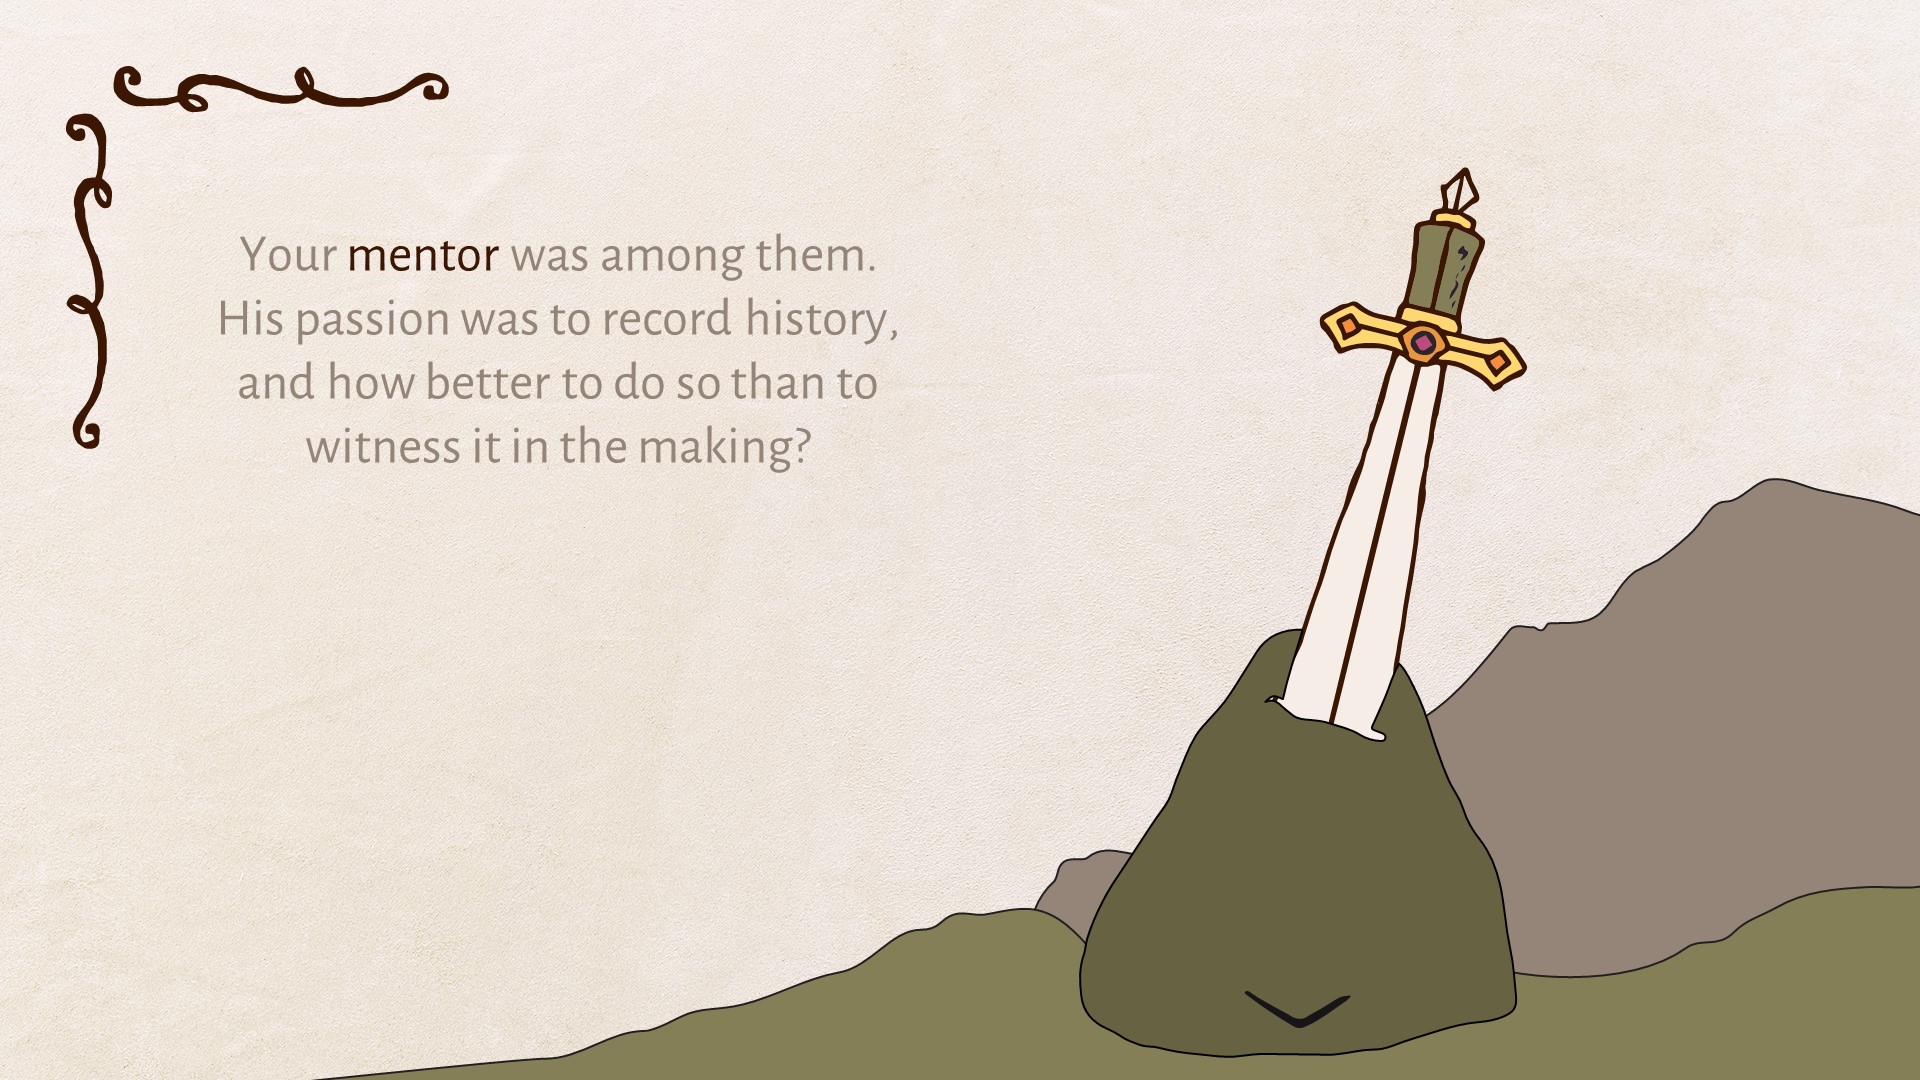 Your mentor was among them.
His passion was to record history,
and how better to do so than to
witness it in the making?